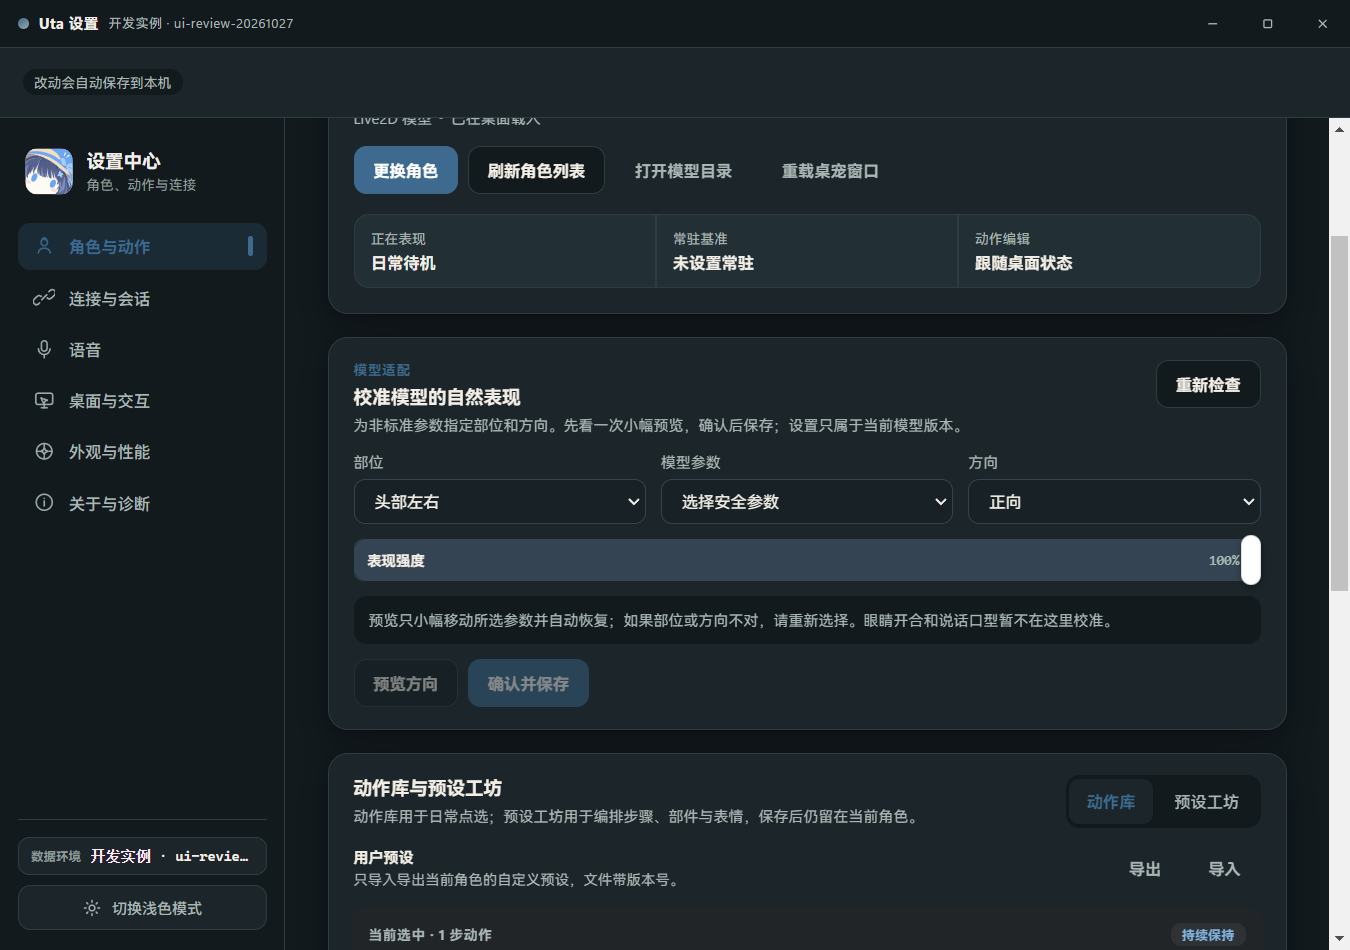 Uta 设置 开发实例 · ui-review-20261027
改动会自动保存到本机
设置中心
角色、动作与连接
角色与动作
连接与会话
语音
桌面与交互
外观与性能
关于与诊断
数据环境 开发实例 · ui-revie…
切换浅色模式
Live2D 模型 · 已在桌面载入
更换角色 刷新角色列表 打开模型目录 重载桌宠窗口
正在表现 常驻基准 动作编辑
日常待机 未设置常驻 跟随桌面状态
模型适配
校准模型的自然表现
重新检查
为非标准参数指定部位和方向。先看一次小幅预览，确认后保存；设置只属于当前模型版本。
部位 模型参数 方向
头部左右 选择安全参数 正向
表现强度 100%
预览只小幅移动所选参数并自动恢复；如果部位或方向不对，请重新选择。眼睛开合和说话口型暂不在这里校准。
预览方向 确认并保存
动作库与预设工坊
动作库用于日常点选；预设工坊用于编排步骤、部件与表情，保存后仍留在当前角色。
动作库 预设工坊
用户预设
只导入导出当前角色的自定义预设，文件带版本号。
导出 导入
当前选中 · 1 步动作 持续保持